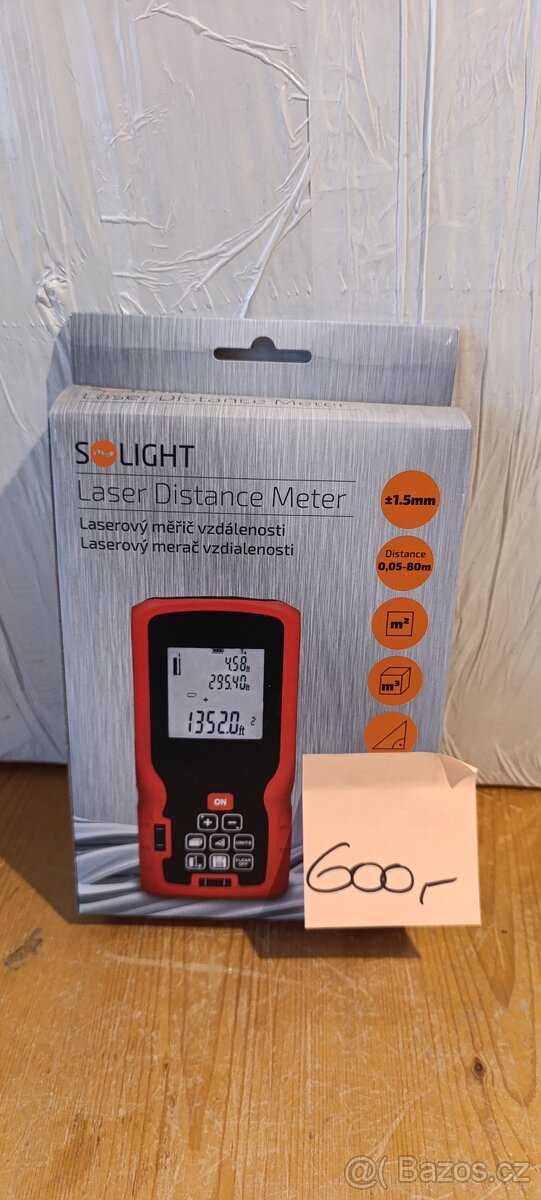 Laser Distance Meter
SOLIGHT
Laser Distance Meter
Laserový měřič vzdálenosti
Laserový merač vzdialenosti
±1.5mm
Distance
0,05-80m
m²
m³
4.58ft
295.40ft
1352.0ft²
ON
UNITS
CLEAR
OFF
600,-
Bazos.cz